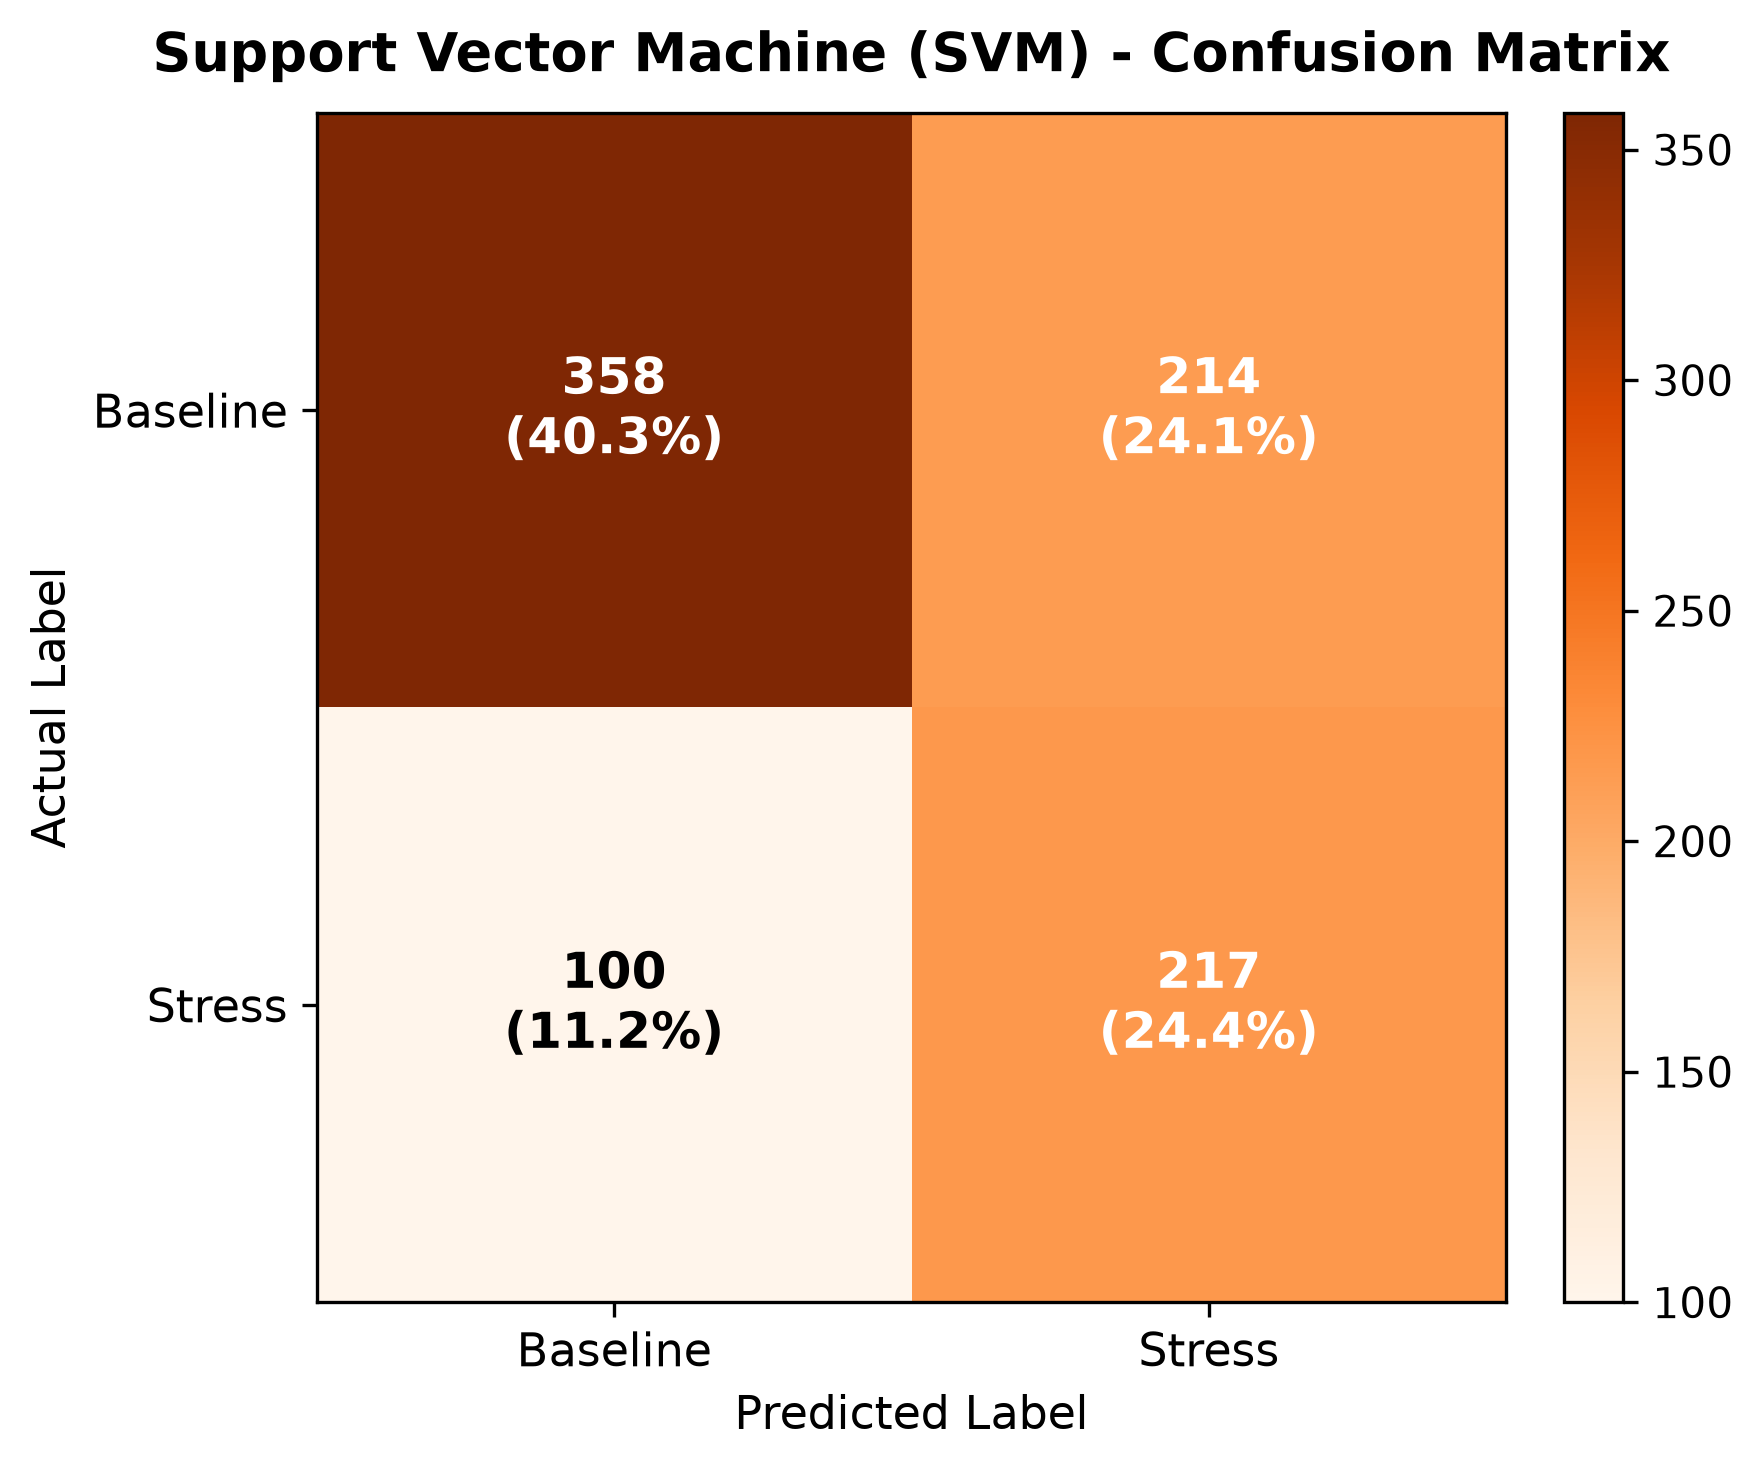 Support Vector Machine (SVM) - Confusion Matrix
Actual Label
Baseline
358
(40.3%)
214
(24.1%)
Stress
100
(11.2%)
217
(24.4%)
Baseline
Stress
Predicted Label
350
300
250
200
150
100